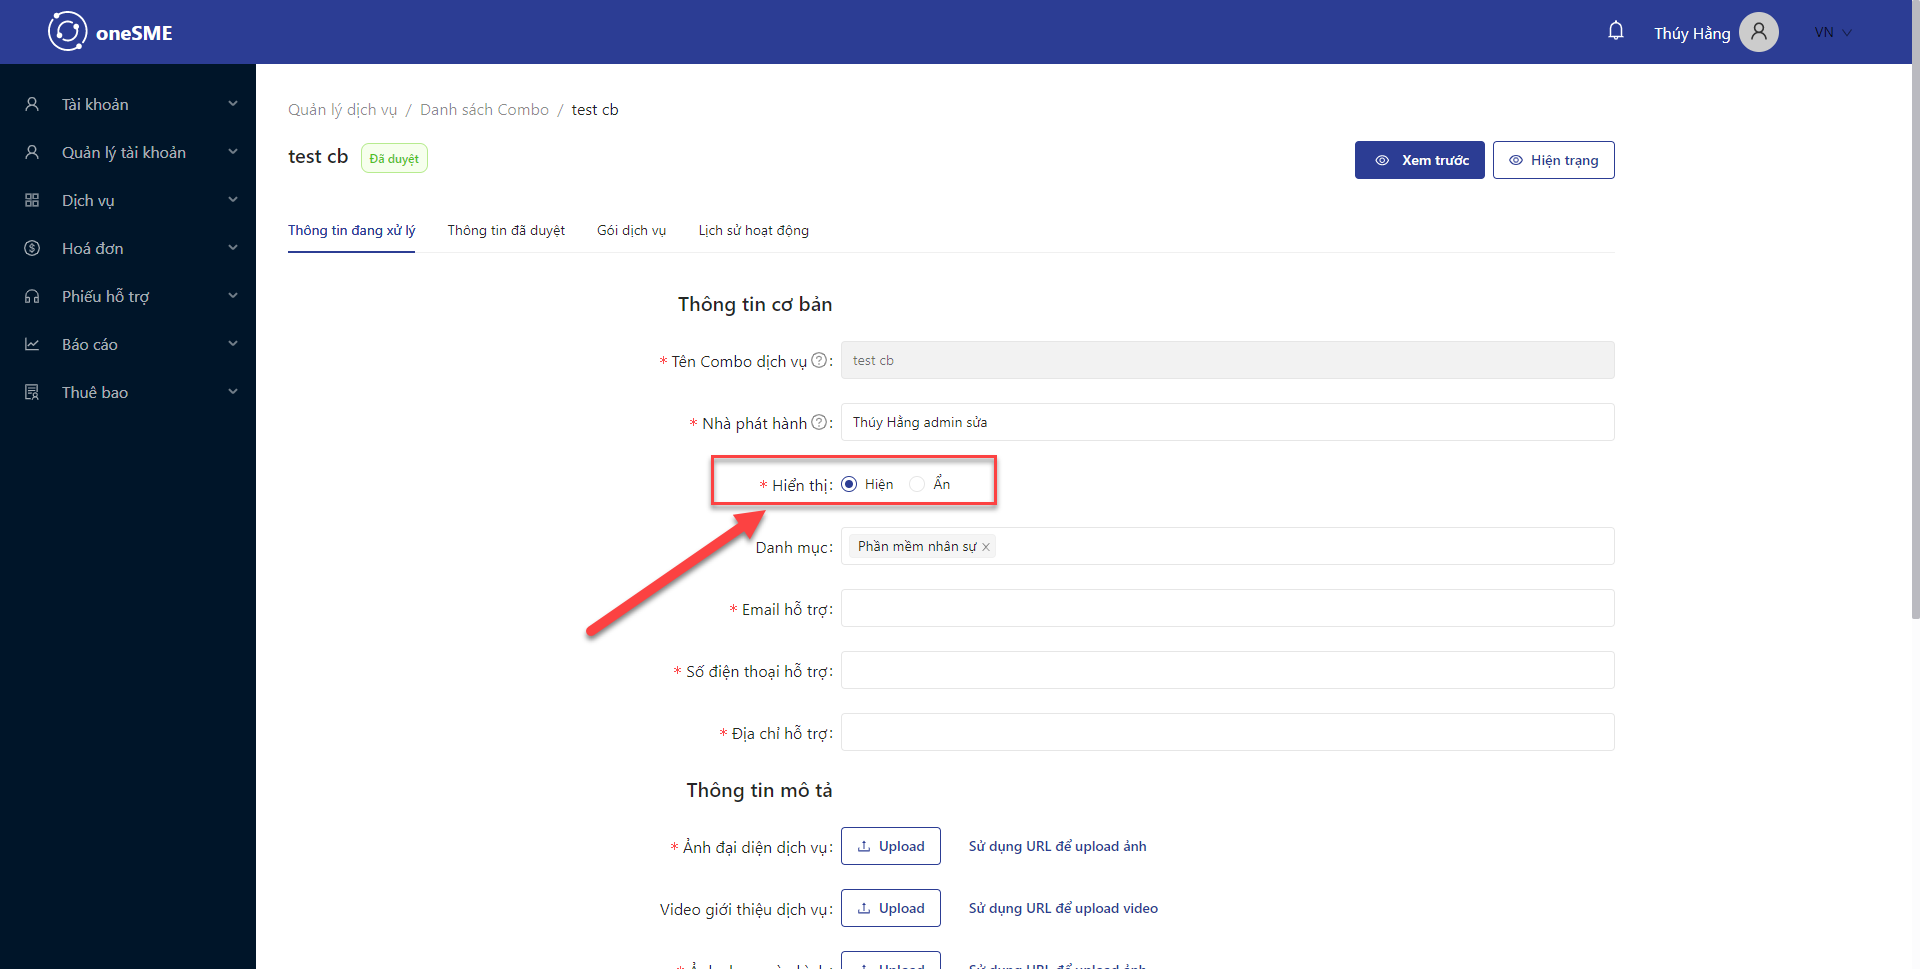 oneSME
Thúy Hằng
VN
Tài khoản
Quản lý tài khoản
Dịch vụ
Hoá đơn
Phiếu hỗ trợ
Báo cáo
Thuê bao
Quản lý dịch vụ / Danh sách Combo / test cb
test cb Đã duyệt
Xem trước Hiện trạng
Thông tin đang xử lý Thông tin đã duyệt Gói dịch vụ Lịch sử hoạt động
Thông tin cơ bản
* Tên Combo dịch vụ ? : test cb
* Nhà phát hành ? : Thúy Hằng admin sửa
* Hiển thị: Hiện Ẩn
Danh mục: Phần mềm nhân sự ×
* Email hỗ trợ:
* Số điện thoại hỗ trợ:
* Địa chỉ hỗ trợ:
Thông tin mô tả
* Ảnh đại diện dịch vụ: Upload Sử dụng URL để upload ảnh
Video giới thiệu dịch vụ: Upload Sử dụng URL để upload video
Upload Sử dụng URL để upload ảnh